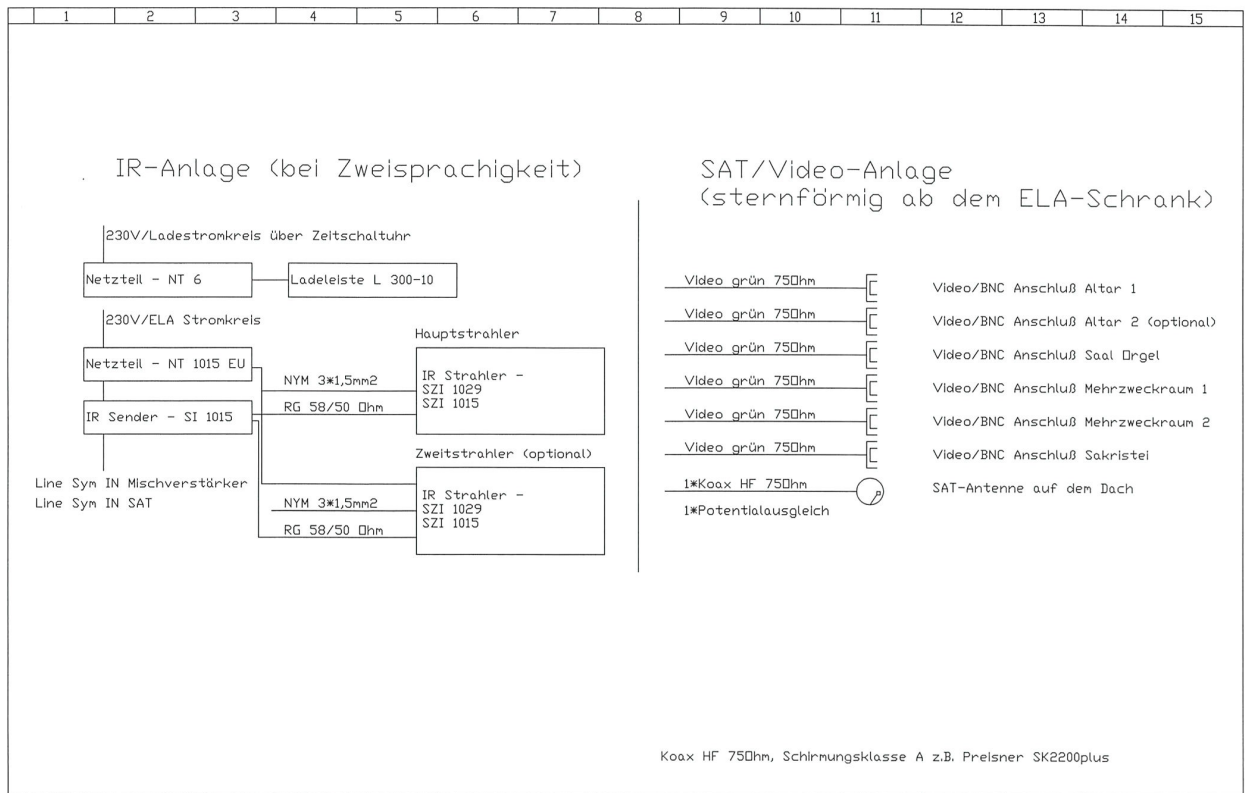 1 2 3 4 5 6 7 8 9 10 11 12 13 14 15
IR-Anlage (bei Zweisprachigkeit)
230V/Ladestromkreis über Zeitschaltuhr
Netzteil - NT 6
Ladeleiste L 300-10
230V/ELA Stromkreis
Netzteil - NT 1015 EU
IR Sender - SI 1015
Line Sym IN Mischverstärker
Line Sym IN SAT
NYM 3*1,5mm2
RG 58/50 Ohm
Hauptstrahler
IR Strahler -
SZI 1029
SZI 1015
Zweitstrahler (optional)
NYM 3*1,5mm2
RG 58/50 Ohm
IR Strahler -
SZI 1029
SZI 1015
SAT/Video-Anlage
(sternförmig ab dem ELA-Schrank)
Video grün 75Ohm Video/BNC Anschluß Altar 1
Video grün 75Ohm Video/BNC Anschluß Altar 2 (optional)
Video grün 75Ohm Video/BNC Anschluß Saal Orgel
Video grün 75Ohm Video/BNC Anschluß Mehrzweckraum 1
Video grün 75Ohm Video/BNC Anschluß Mehrzweckraum 2
Video grün 75Ohm Video/BNC Anschluß Sakristei
1*Koax HF 75Ohm SAT-Antenne auf dem Dach
1*Potentialausgleich
Koax HF 75Ohm, Schirmungsklasse A z.B. Preisner SK2200plus